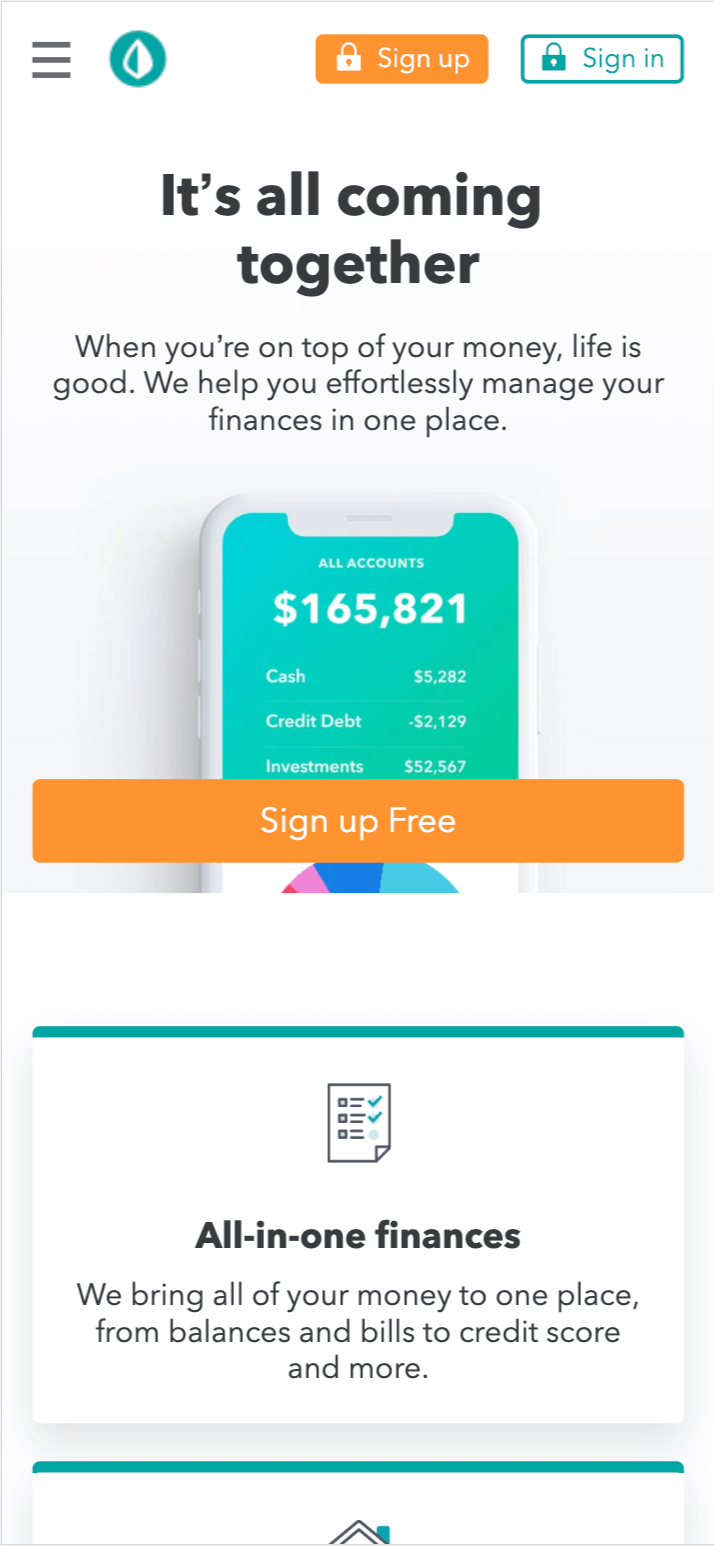 Sign up
Sign in
It’s all coming
together
When you’re on top of your money, life is
good. We help you effortlessly manage your
finances in one place.
ALL ACCOUNTS
$165,821
Cash $5,282
Credit Debt -$2,129
Investments $52,567
Sign up Free
All-in-one finances
We bring all of your money to one place,
from balances and bills to credit score
and more.